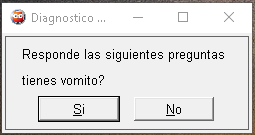 Diagnostico ...
Responde las siguientes preguntas
tienes vomito?
Si
No